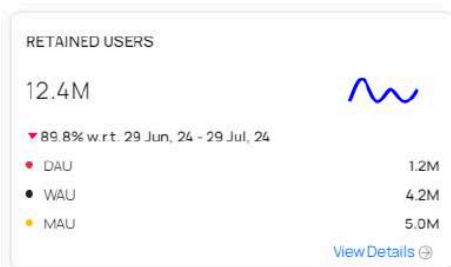 RETAINED USERS
12.4M
▼89.8% w.r.t. 29 Jun, 24 - 29 Jul, 24
DAU 1.2M
WAU 4.2M
MAU 5.0M
View Details